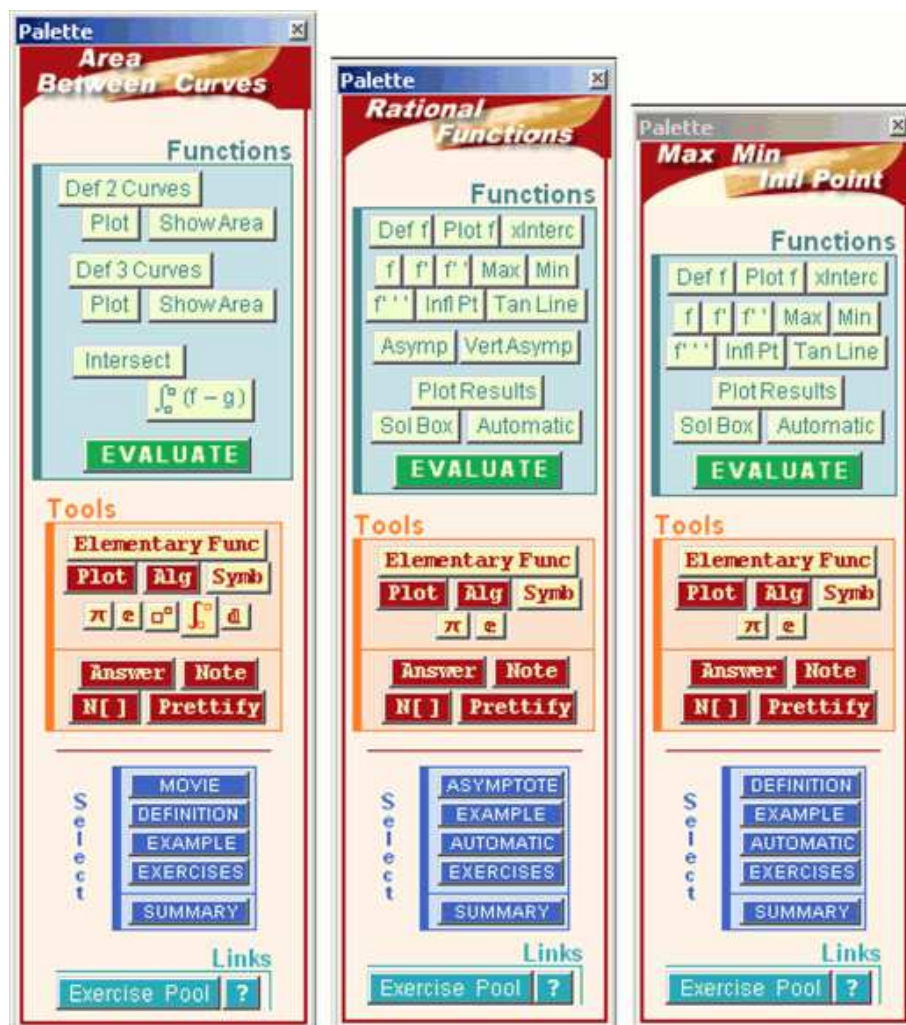 Palette
Area
Between Curves
Functions
Def 2 Curves
Plot Show Area
Def 3 Curves
Plot Show Area
Intersect
∫ (f – g)
EVALUATE
Tools
Elementary Func
Plot Alg Symb
π e □□ ∫ d
Answer Note
N[ ] Prettify
Select
MOVIE
DEFINITION
EXAMPLE
EXERCISES
SUMMARY
Links
Exercise Pool ?
Palette
Rational
Functions
Functions
Def f Plot f xInterc
f f' f'' Max Min
f''' Infl Pt Tan Line
Asymp VertAsymp
Plot Results
Sol Box Automatic
EVALUATE
Tools
Elementary Func
Plot Alg Symb
π e
Answer Note
N[ ] Prettify
Select
ASYMPTOTE
EXAMPLE
AUTOMATIC
EXERCISES
SUMMARY
Links
Exercise Pool ?
Palette
Max Min
Infl Point
Functions
Def f Plot f xInterc
f f' f'' Max Min
f''' Infl Pt Tan Line
Plot Results
Sol Box Automatic
EVALUATE
Tools
Elementary Func
Plot Alg Symb
π e
Answer Note
N[ ] Prettify
Select
DEFINITION
EXAMPLE
AUTOMATIC
EXERCISES
SUMMARY
Links
Exercise Pool ?